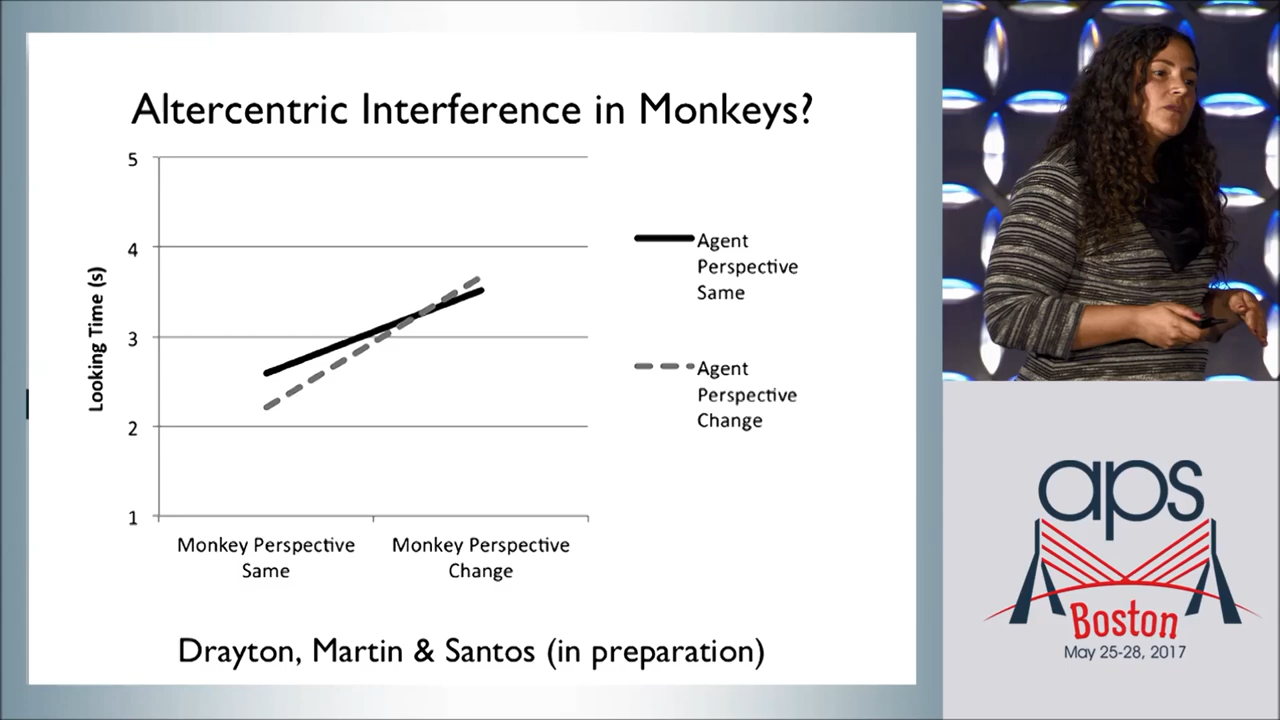 Altercentric Interference in Monkeys?
5
4
3
2
1
Looking Time (s)
Agent
Perspective
Same
Agent
Perspective
Change
Monkey Perspective
Same
Monkey Perspective
Change
Drayton, Martin & Santos (in preparation)
aps
Boston
May 25-28, 2017